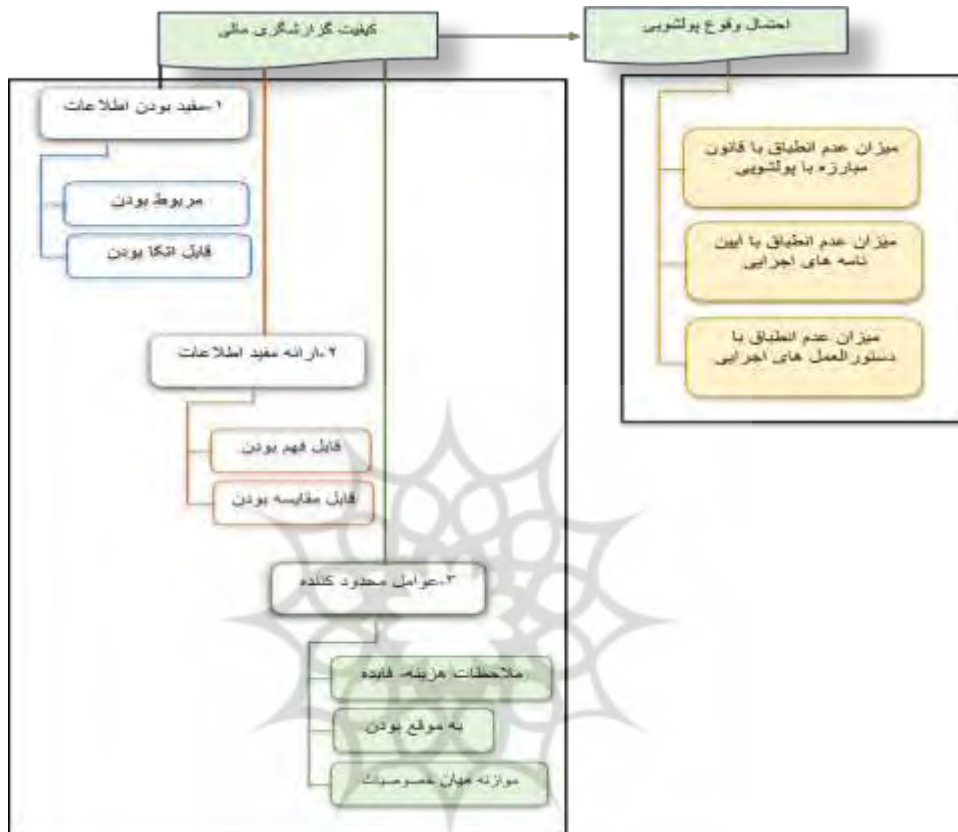 کیفیت گزارشگری مالی
احتمال وقوع پولشویی
۱-مفید بودن اطلاعات
مربوط بودن
قابل اتکا بودن
۲-ارائه مفید اطلاعات
قابل فهم بودن
قابل مقایسه بودن
۳-عوامل محدود کننده
ملاحظات هزینه- فایده
به موقع بودن
موازنه میان خصوصیات
میزان عدم انطباق با قانون
مبارزه با پولشویی
میزان عدم انطباق با آیین
نامه های اجرایی
میزان عدم انطباق با
دستورالعمل های اجرایی